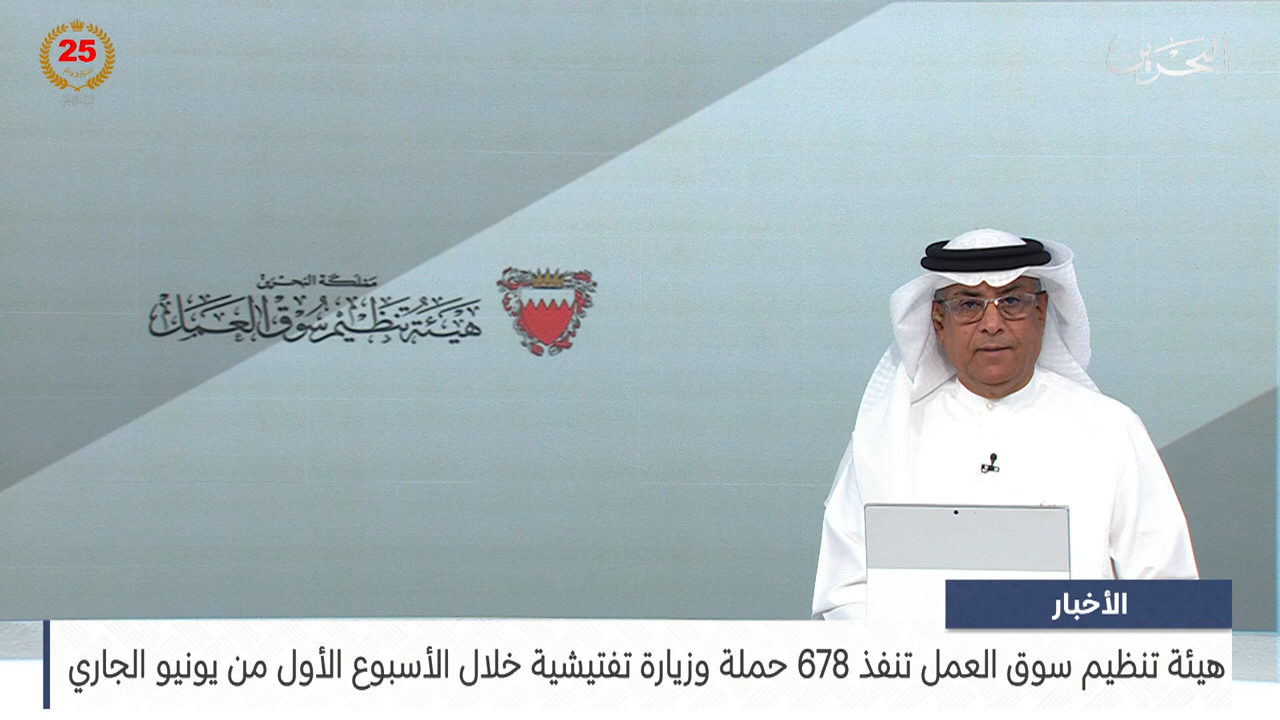 25
البحرين
مملكة البحرين
هيئة تنظيم سوق العمل
الأخبار
هيئة تنظيم سوق العمل تنفذ 678 حملة وزيارة تفتيشية خلال الأسبوع الأول من يونيو الجاري